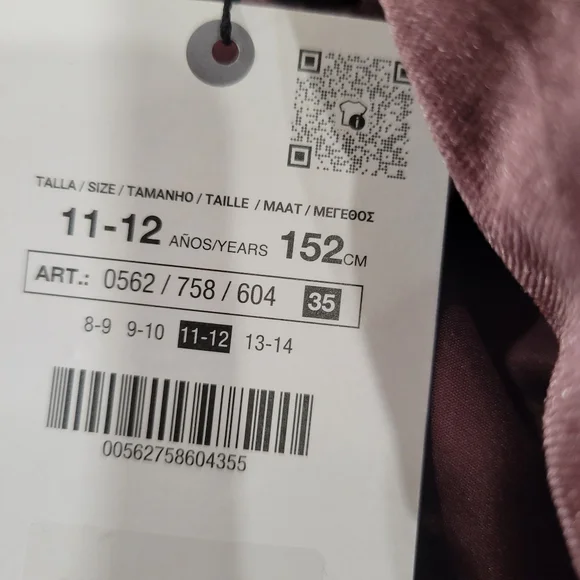 TALLA / SIZE / TAMANHO / TAILLE / MAAT / ΜΕΓΕΘΟΣ
11-12 AÑOS/YEARS 152CM
ART.: 0562 / 758 / 604 35
8-9 9-10 11-12 13-14
00562758604355